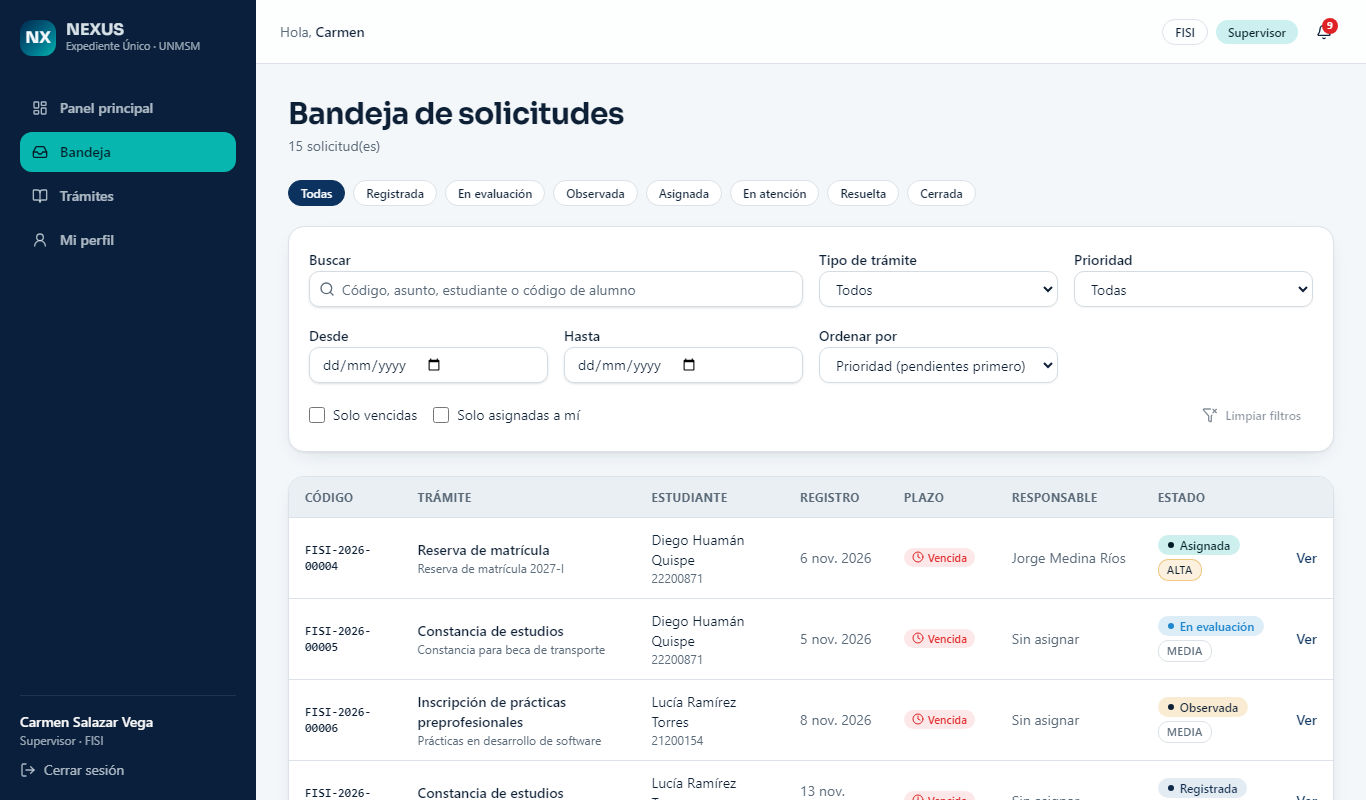 NX
NEXUS
Expediente Único · UNMSM
Panel principal
Bandeja
Trámites
Mi perfil
Carmen Salazar Vega
Supervisor · FISI
Cerrar sesión
Hola, Carmen
FISI
Supervisor
9
Bandeja de solicitudes
15 solicitud(es)
Todas
Registrada
En evaluación
Observada
Asignada
En atención
Resuelta
Cerrada
Buscar
Código, asunto, estudiante o código de alumno
Tipo de trámite
Todos
Prioridad
Todas
Desde
dd/mm/yyyy
Hasta
dd/mm/yyyy
Ordenar por
Prioridad (pendientes primero)
Solo vencidas
Solo asignadas a mí
Limpiar filtros
CÓDIGO TRÁMITE ESTUDIANTE REGISTRO PLAZO RESPONSABLE ESTADO
FISI-2026-
00004
Reserva de matrícula
Reserva de matrícula 2027-I
Diego Huamán
Quispe
22200871
6 nov. 2026
Vencida
Jorge Medina Ríos
Asignada
ALTA
Ver
FISI-2026-
00005
Constancia de estudios
Constancia para beca de transporte
Diego Huamán
Quispe
22200871
5 nov. 2026
Vencida
Sin asignar
En evaluación
MEDIA
Ver
FISI-2026-
00006
Inscripción de prácticas
preprofesionales
Prácticas en desarrollo de software
Lucía Ramírez
Torres
21200154
8 nov. 2026
Vencida
Sin asignar
Observada
MEDIA
Ver
FISI-2026-
Constancia de estudios
Lucía Ramírez
13 nov.
Vencida
Sin asignar
Registrada
Ver